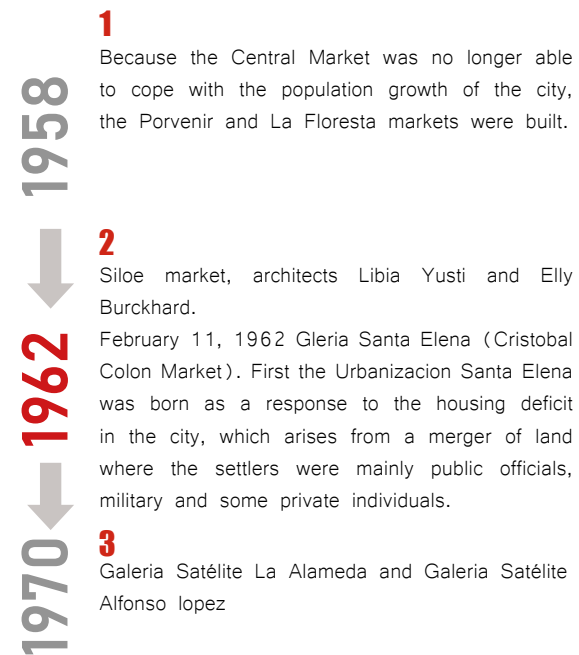 1
Because the Central Market was no longer able
to cope with the population growth of the city,
the Porvenir and La Floresta markets were built.
1958
2
Siloe market, architects Libia Yusti and Elly
Burckhard.
February 11, 1962 Gleria Santa Elena (Cristobal
Colon Market). First the Urbanizacion Santa Elena
was born as a response to the housing deficit
in the city, which arises from a merger of land
where the settlers were mainly public officials,
military and some private individuals.
1962
3
Galeria Satélite La Alameda and Galeria Satélite
Alfonso lopez
1970